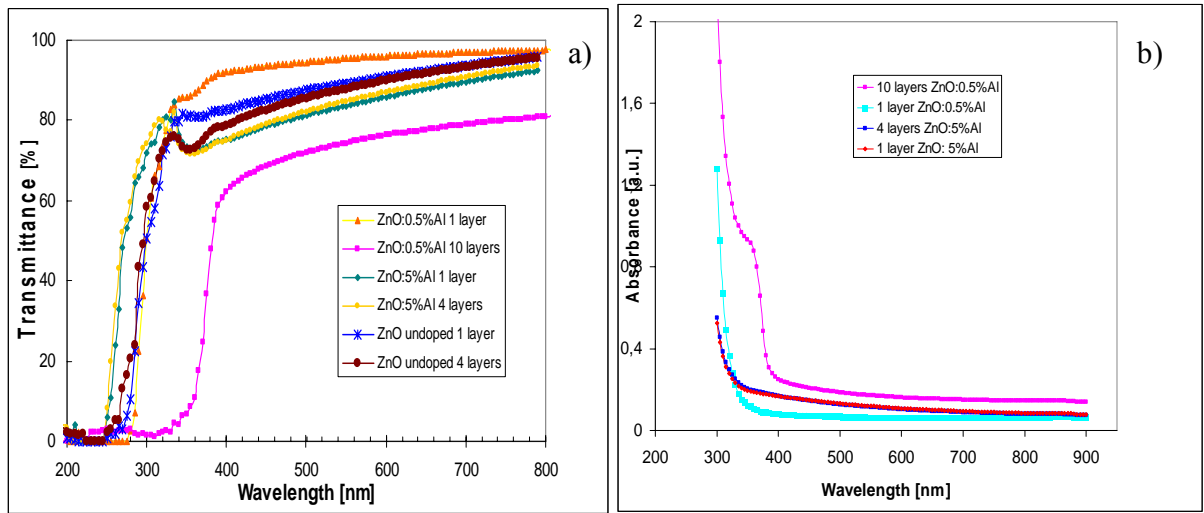 a)
100
80
60
40
20
0
Transmittance [%]
200 300 400 500 600 700 800
Wavelength [nm]
ZnO:0.5%Al 1 layer
ZnO:0.5%Al 10 layers
ZnO:5%Al 1 layer
ZnO:5%Al 4 layers
ZnO undoped 1 layer
ZnO undoped 4 layers
b)
2
1,6
1,2
0,8
0,4
0
Absorbance [a.u.]
200 300 400 500 600 700 800 900
Wavelength [nm]
10 layers ZnO:0.5%Al
1 layer ZnO:0.5%Al
4 layers ZnO:5%Al
1 layer ZnO: 5%Al